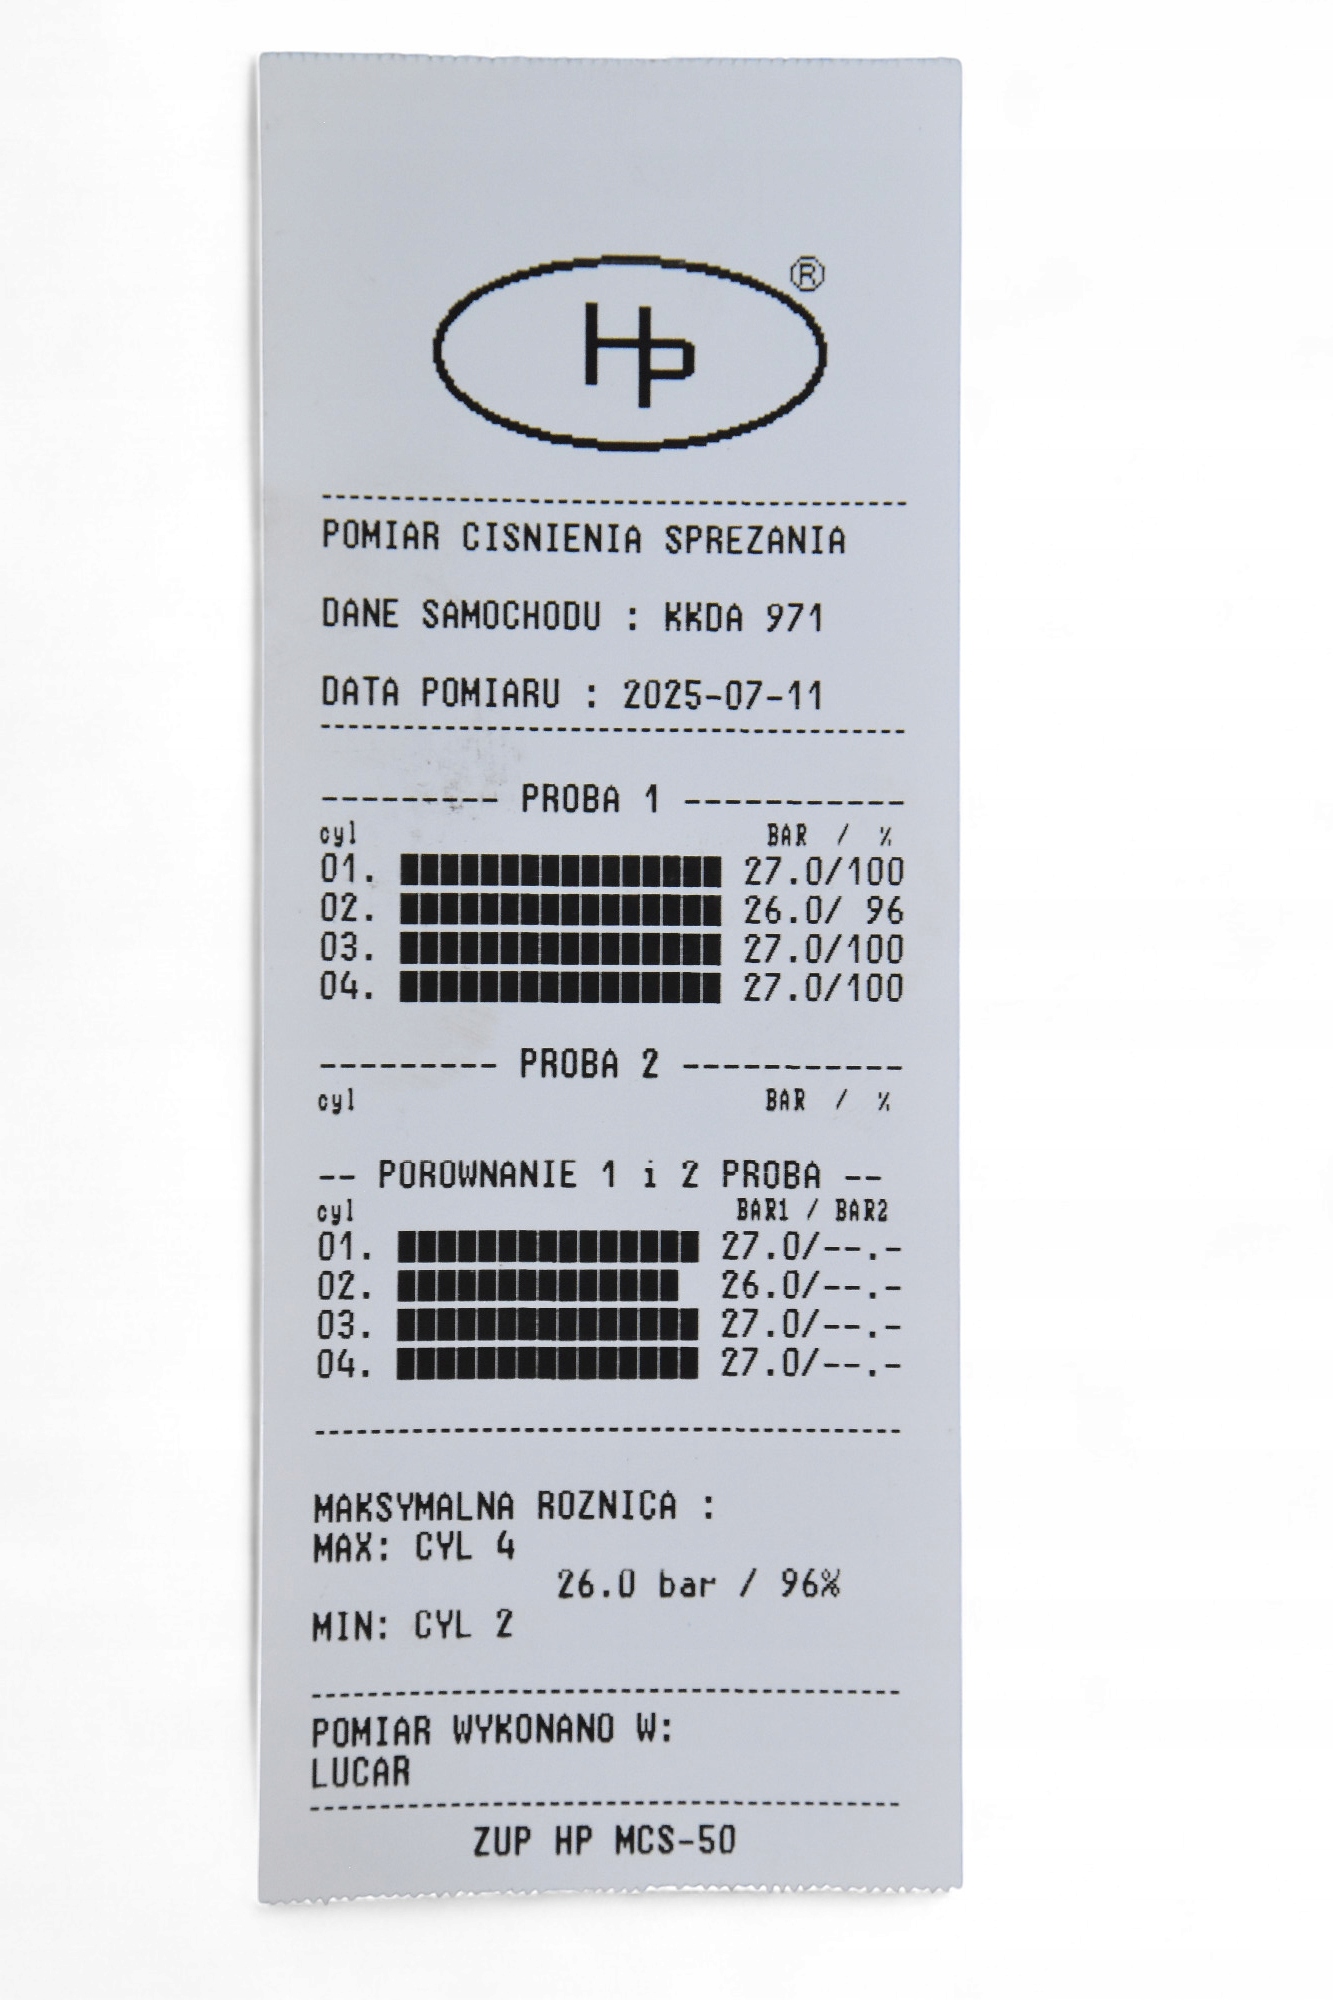 HP ®
---------------------------------------
POMIAR CISNIENIA SPREZANIA
DANE SAMOCHODU : KKDA 971
DATA POMIARU : 2025-07-11
---------------------------------------
--------- PROBA 1 -----------
cyl BAR / %
01. 27.0/100
02. 26.0/ 96
03. 27.0/100
04. 27.0/100
--------- PROBA 2 -----------
cyl BAR / %
-- POROWNANIE 1 i 2 PROBA --
cyl BAR1 / BAR2
01. 27.0/--.-
02. 26.0/--.-
03. 27.0/--.-
04. 27.0/--.-
---------------------------------------
MAKSYMALNA ROZNICA :
MAX: CYL 4
26.0 bar / 96%
MIN: CYL 2
---------------------------------------
POMIAR WYKONANO W:
LUCAR
---------------------------------------
ZUP HP MCS-50